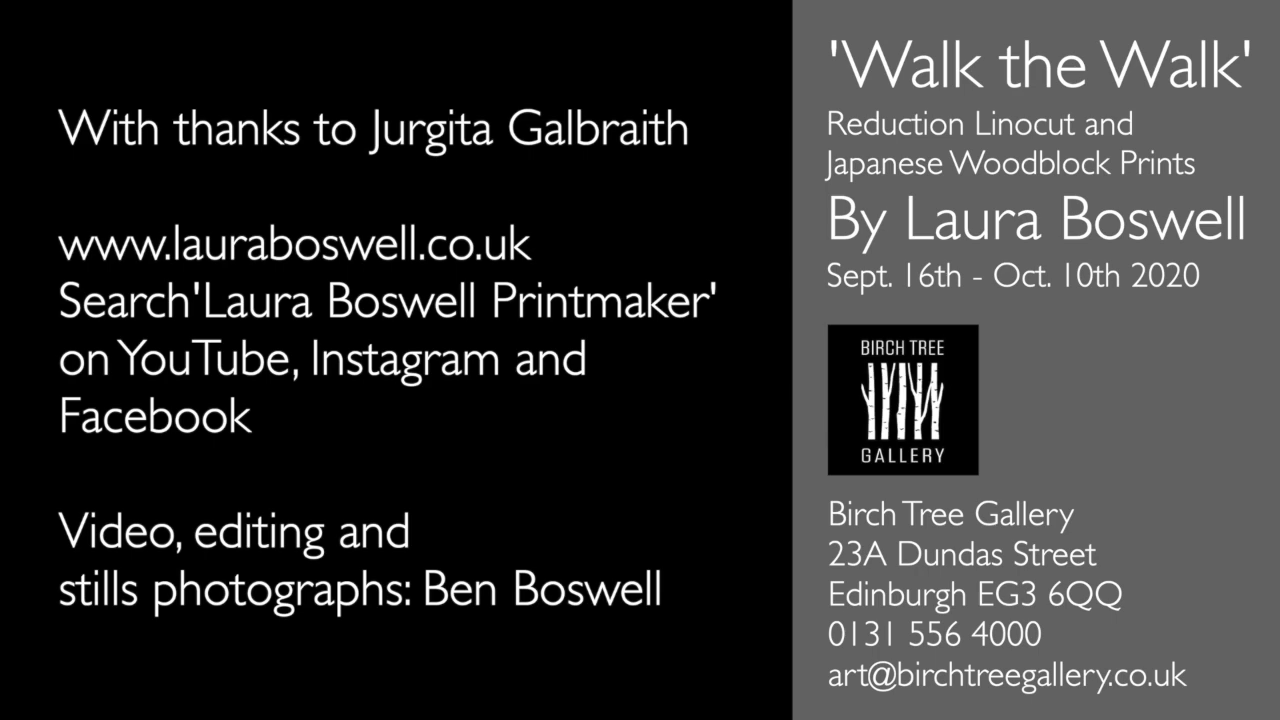 With thanks to Jurgita Galbraith
www.lauraboswell.co.uk
Search'Laura Boswell Printmaker'
on YouTube, Instagram and
Facebook
Video, editing and
stills photographs: Ben Boswell
'Walk the Walk'
Reduction Linocut and
Japanese Woodblock Prints
By Laura Boswell
Sept. 16th - Oct. 10th 2020
BIRCH TREE
GALLERY
Birch Tree Gallery
23A Dundas Street
Edinburgh EG3 6QQ
0131 556 4000
art@birchtreegallery.co.uk